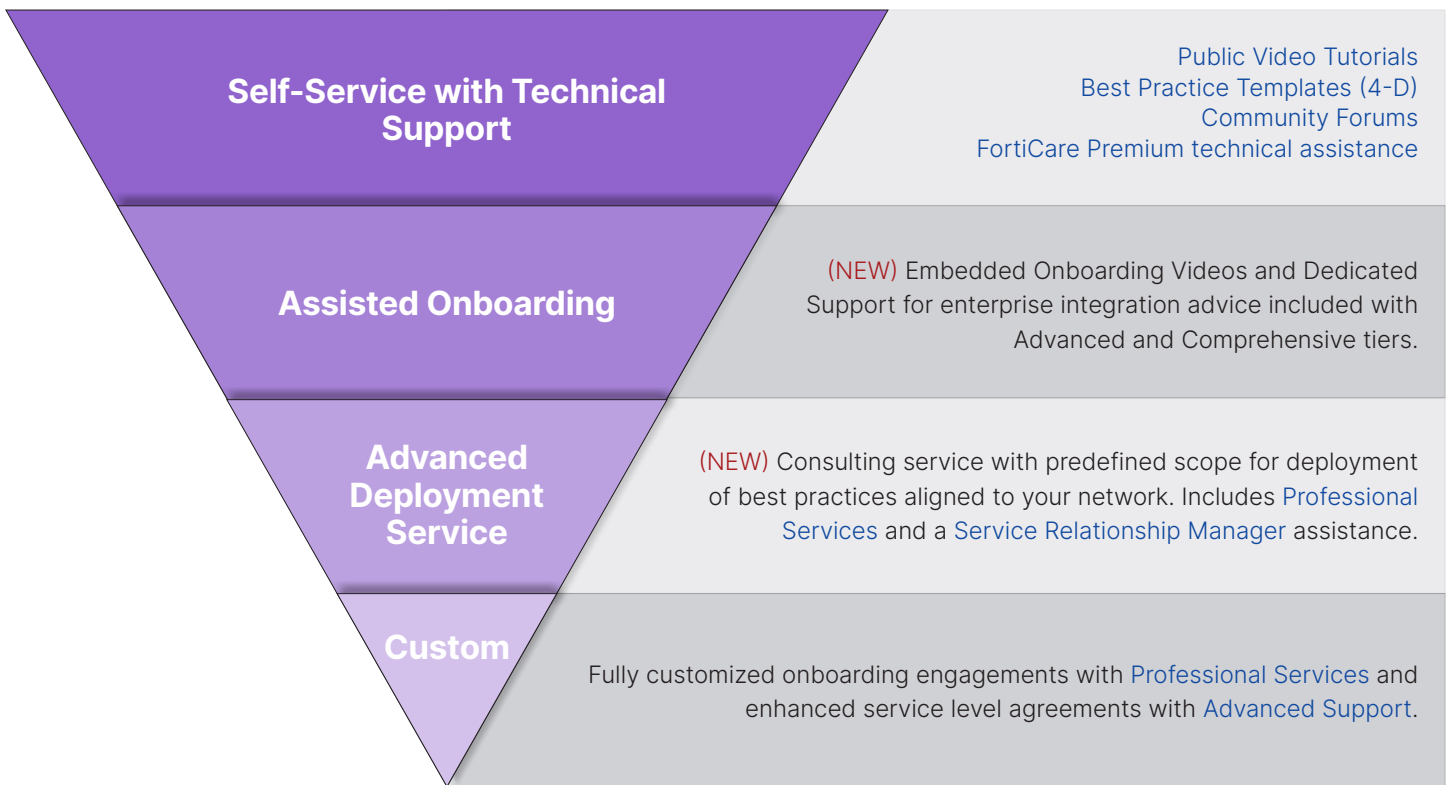 Self-Service with Technical
Support
Public Video Tutorials
Best Practice Templates (4-D)
Community Forums
FortiCare Premium technical assistance
Assisted Onboarding
(NEW) Embedded Onboarding Videos and Dedicated
Support for enterprise integration advice included with
Advanced and Comprehensive tiers.
Advanced
Deployment
Service
(NEW) Consulting service with predefined scope for deployment
of best practices aligned to your network. Includes Professional
Services and a Service Relationship Manager assistance.
Custom
Fully customized onboarding engagements with Professional Services and
enhanced service level agreements with Advanced Support.